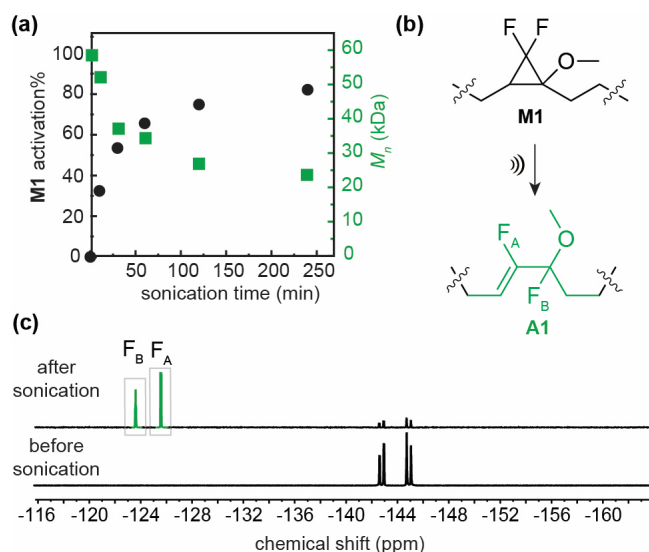 (a)
100
80
60
40
20
0
M1 activation%
60
50
40
30
20
10
0
Mn (kDa)
0 50 100 150 200 250
sonication time (min)
(b)
F F
O
M1
FA
O
FB
A1
(c)
FB FA
after
sonication
before
sonication
-116 -120 -124 -128 -132 -136 -140 -144 -148 -152 -156 -160
chemical shift (ppm)